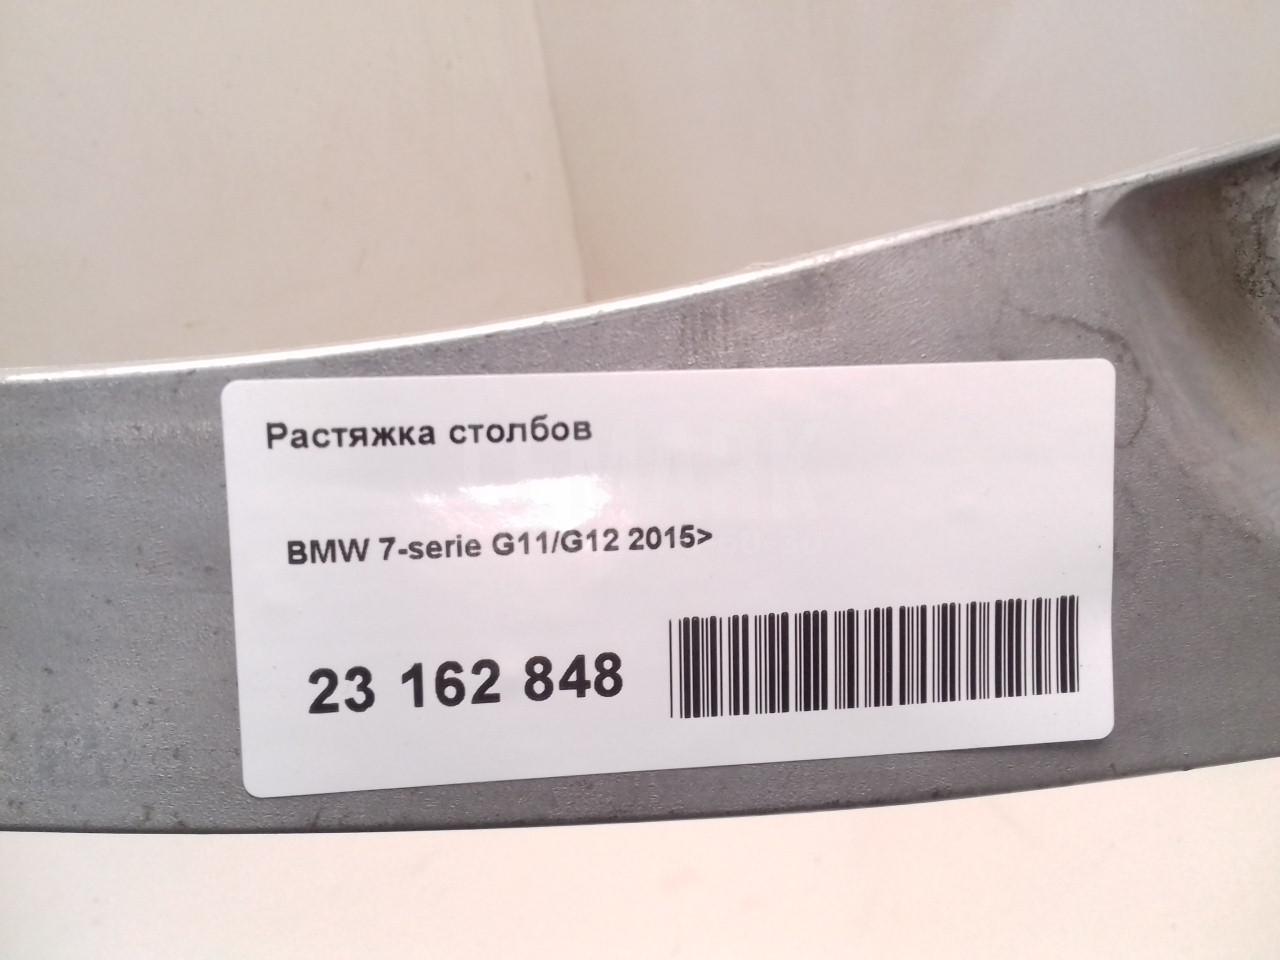 Растяжка столбов
BMW 7-serie G11/G12 2015>
23 162 848